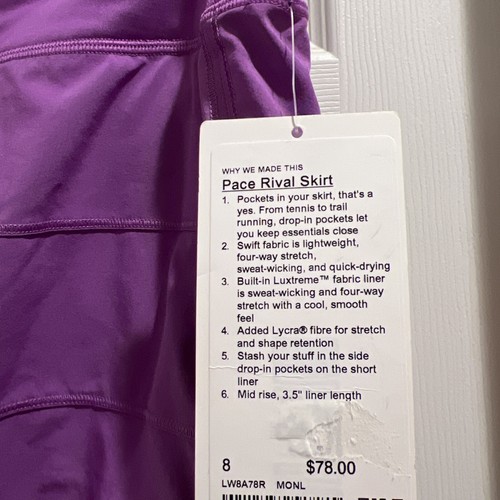 WHY WE MADE THIS
Pace Rival Skirt
1. Pockets in your skirt, that's a
yes. From tennis to trail
running, drop-in pockets let
you keep essentials close
2. Swift fabric is lightweight,
four-way stretch,
sweat-wicking, and quick-drying
3. Built-in Luxtreme™ fabric liner
is sweat-wicking and four-way
stretch with a cool, smooth
feel
4. Added Lycra® fibre for stretch
and shape retention
5. Stash your stuff in the side
drop-in pockets on the short
liner
6. Mid rise, 3.5" liner length
8 $78.00
LW8A78R MONL